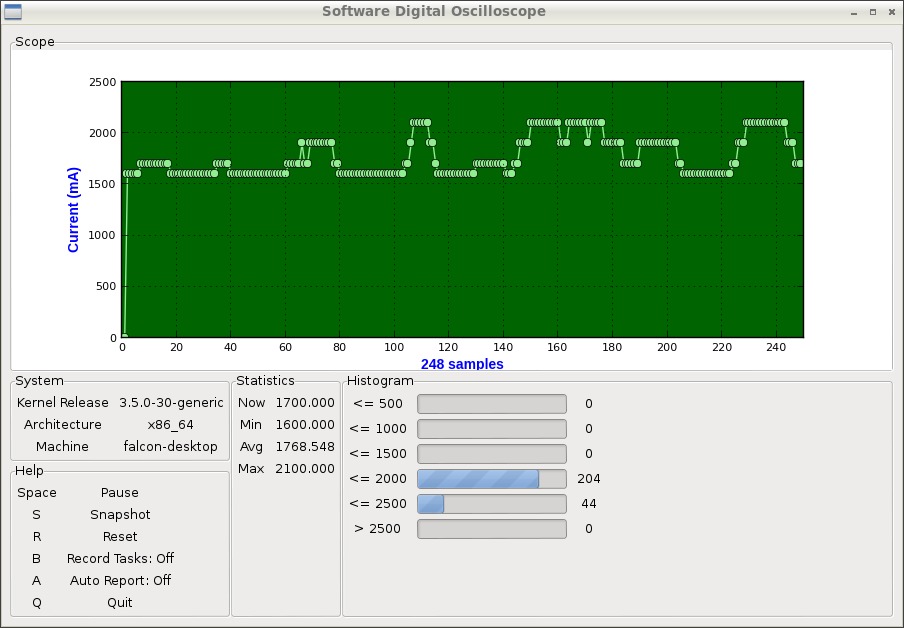 Software Digital Oscilloscope
Scope
2500
2000
1500
1000
500
0
Current (mA)
0 20 40 60 80 100 120 140 160 180 200 220 240
248 samples
System
Kernel Release 3.5.0-30-generic
Architecture x86_64
Machine falcon-desktop
Help
Space Pause
S Snapshot
R Reset
B Record Tasks: Off
A Auto Report: Off
Q Quit
Statistics
Now 1700.000
Min 1600.000
Avg 1768.548
Max 2100.000
Histogram
<= 500 0
<= 1000 0
<= 1500 0
<= 2000 204
<= 2500 44
> 2500 0